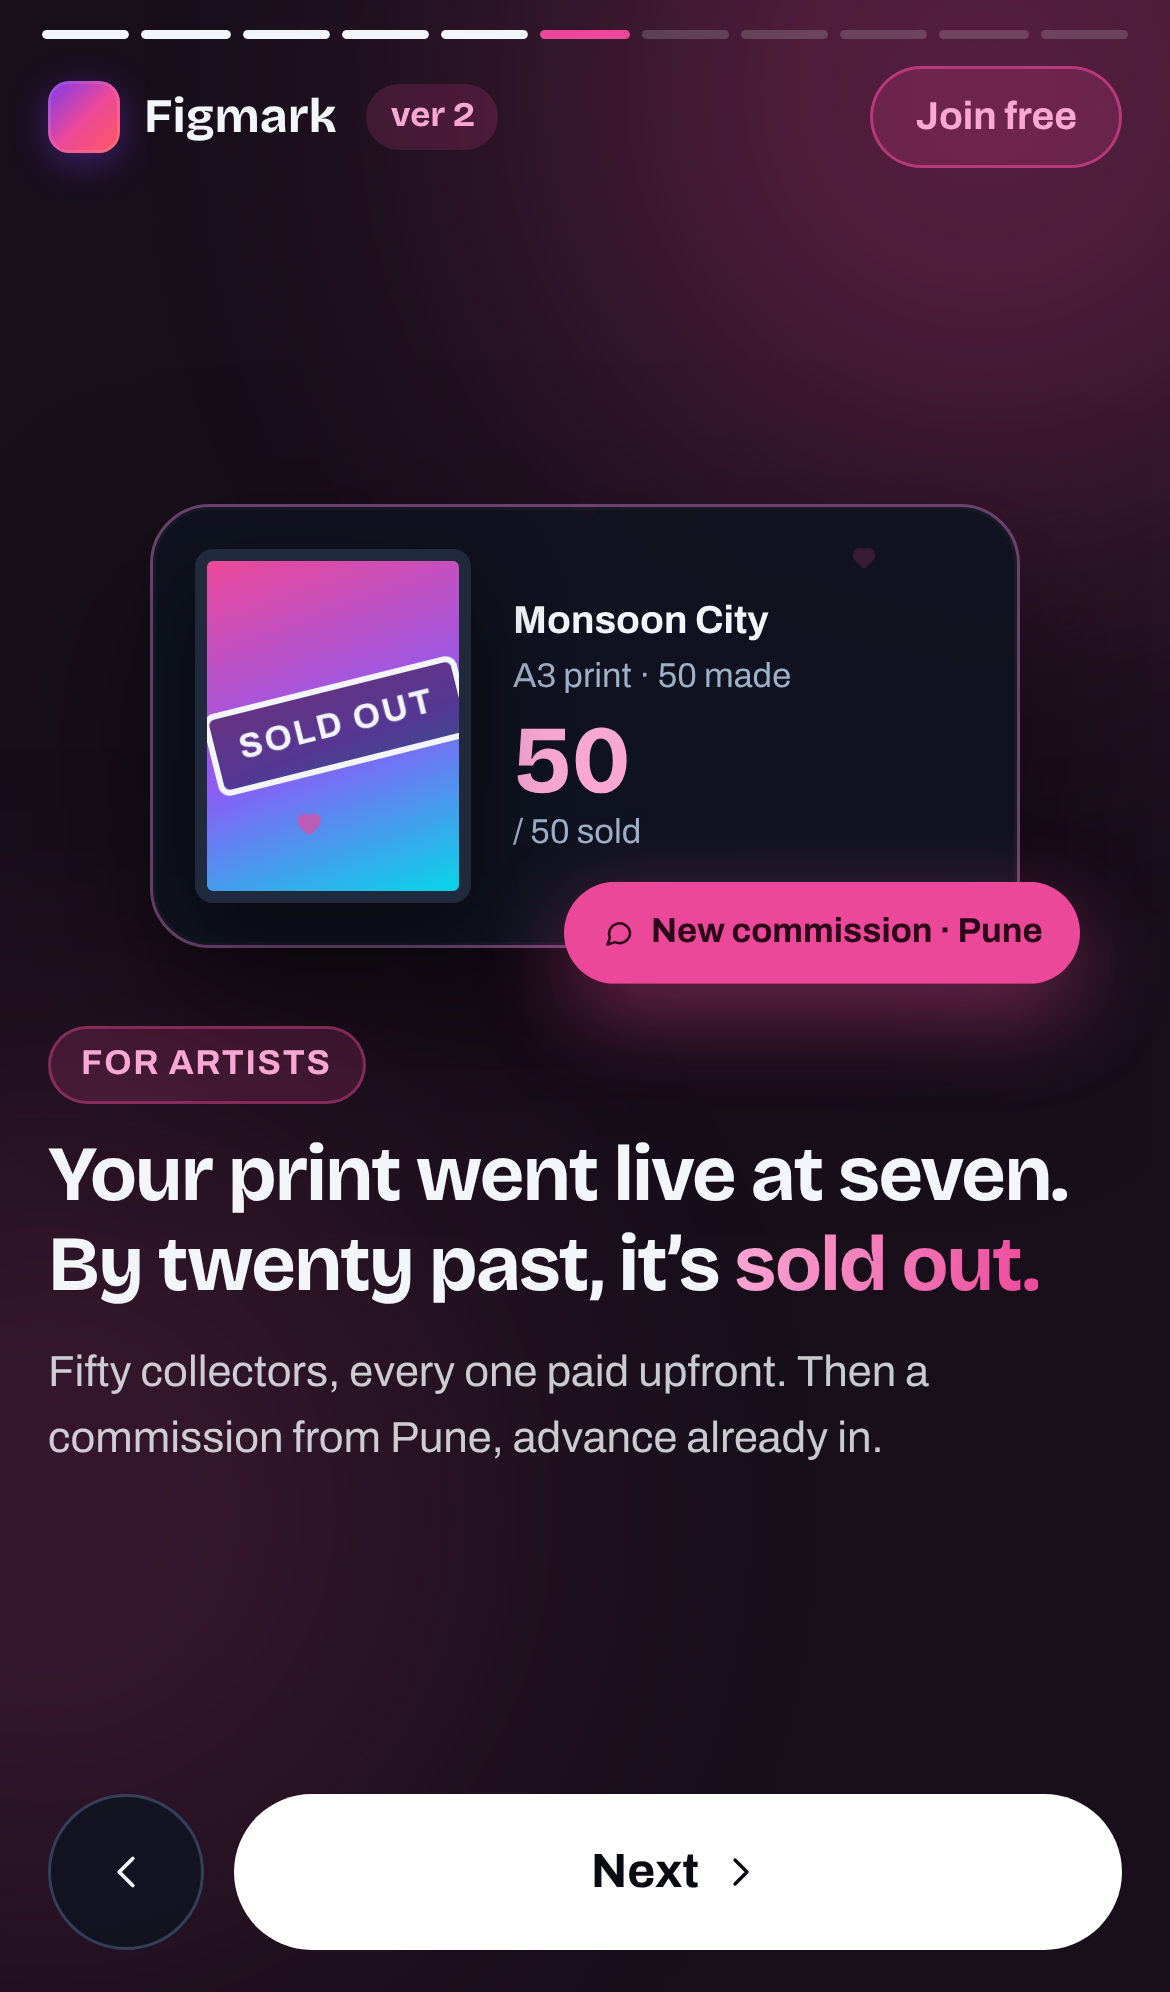 Figmark
ver 2
Join free
SOLD OUT
Monsoon City
A3 print · 50 made
50
/ 50 sold
New commission · Pune
FOR ARTISTS
Your print went live at seven.
By twenty past, it’s sold out.
Fifty collectors, every one paid upfront. Then a
commission from Pune, advance already in.
Next